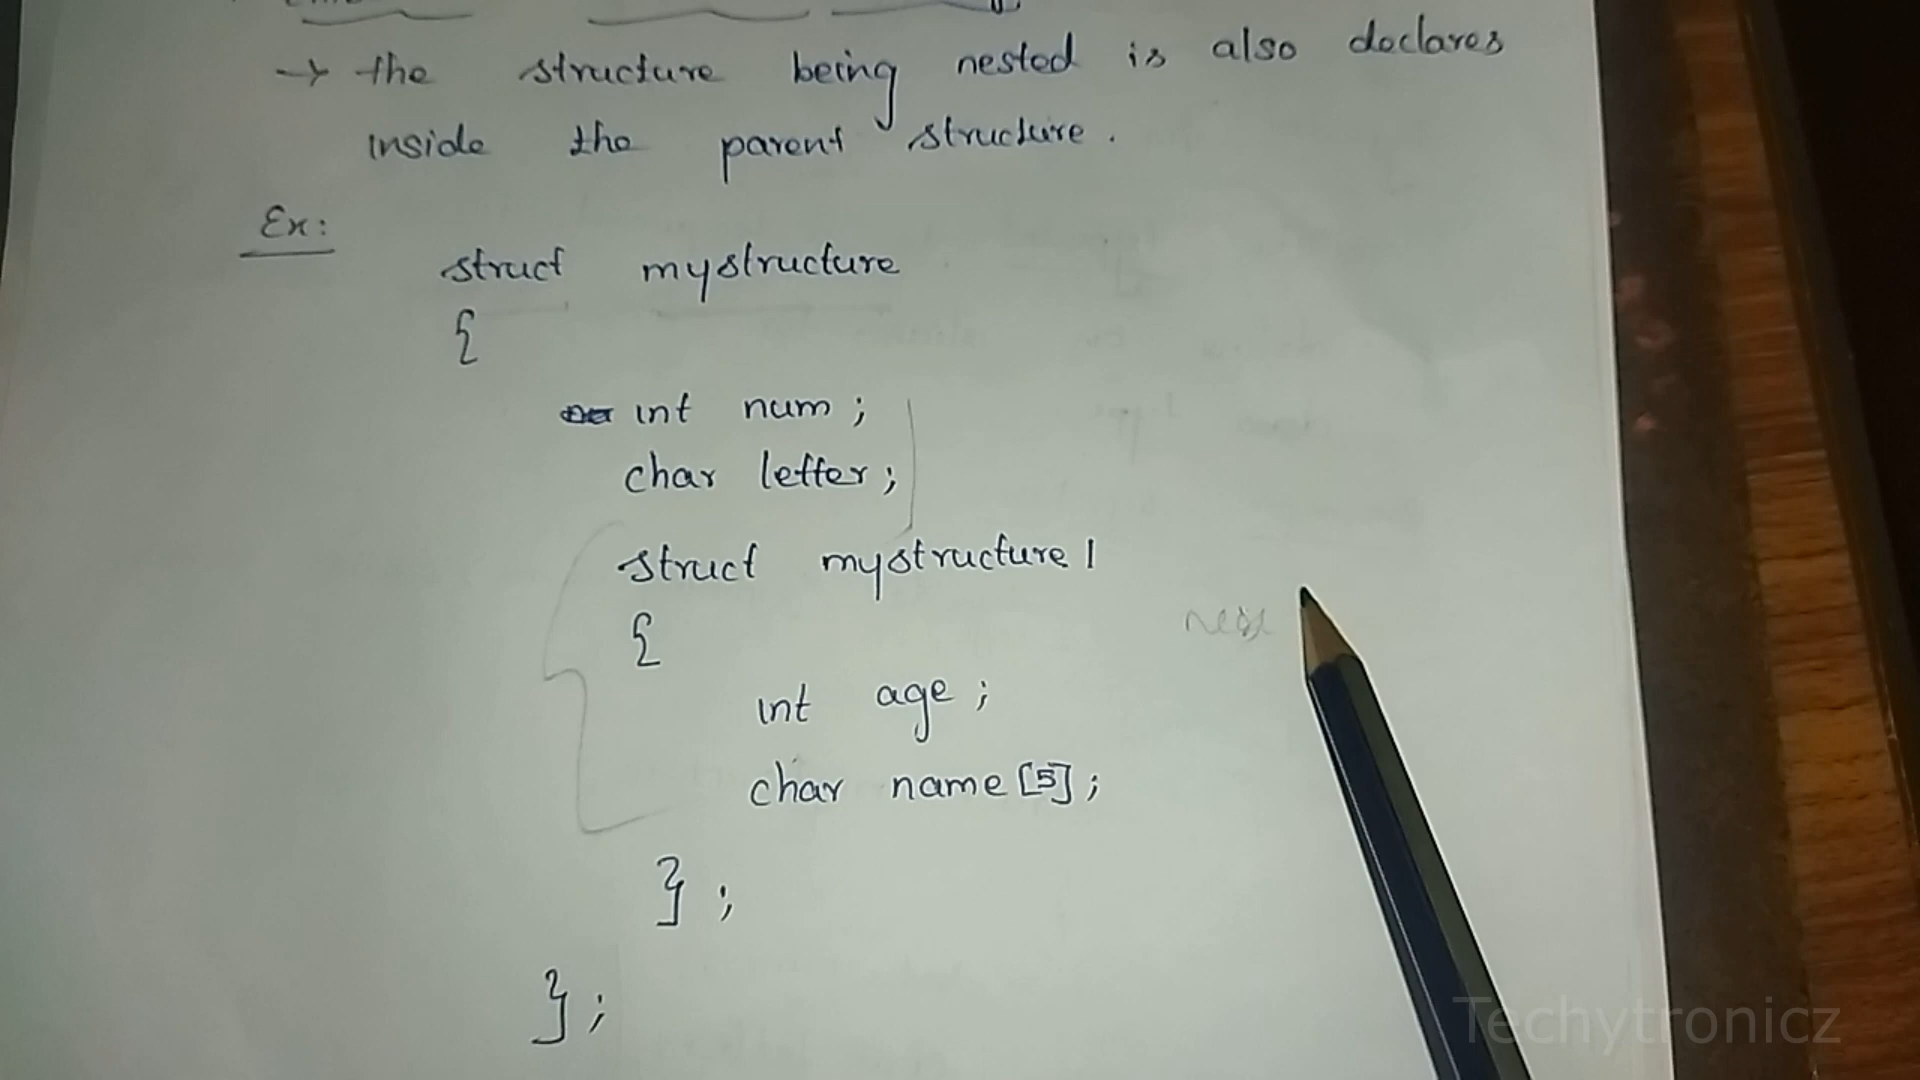 → the structure being nested is also declares
inside the parent structure.
Ex:
struct mystructure
{
int num;
char letter;
struct mystructure1
{
int age;
char name[5];
};
};
Techytronicz